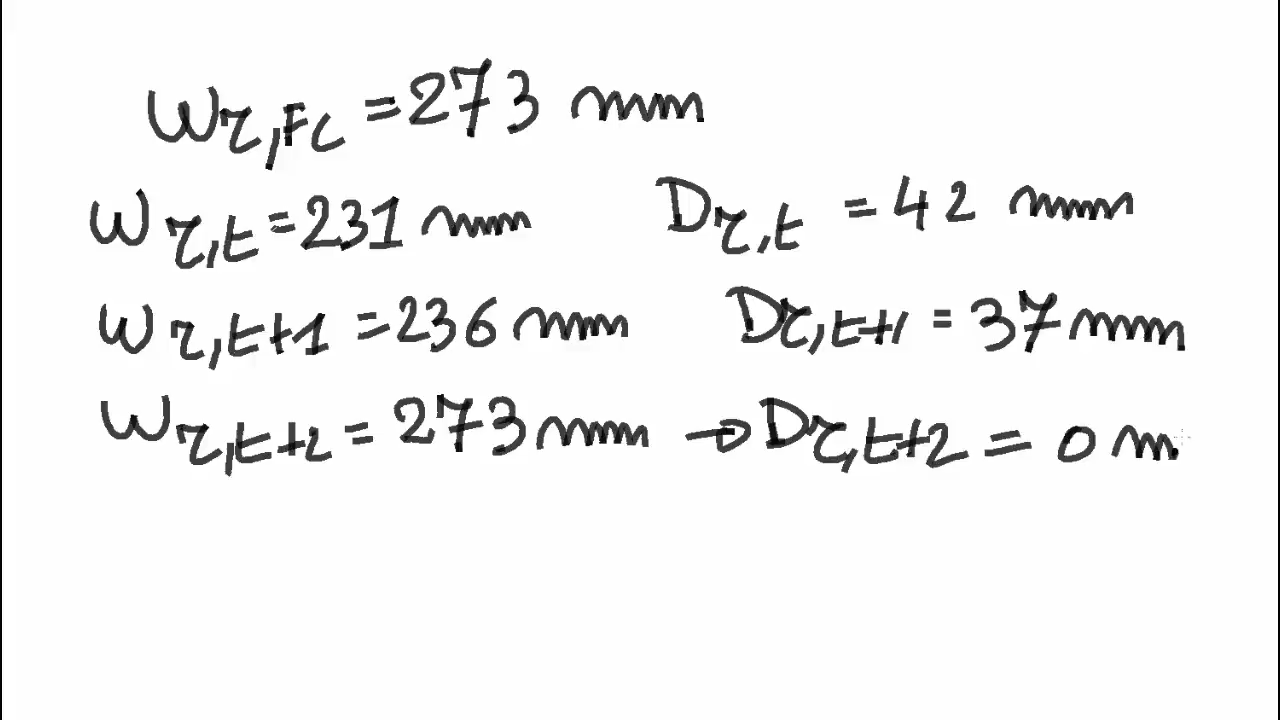 Wr,FC = 273 mm
Wr,t = 231 mm Dr,t = 42 mm
Wr,t+1 = 236 mm Dr,t+1 = 37 mm
Wr,t+2 = 273 mm → Dr,t+2 = 0 m